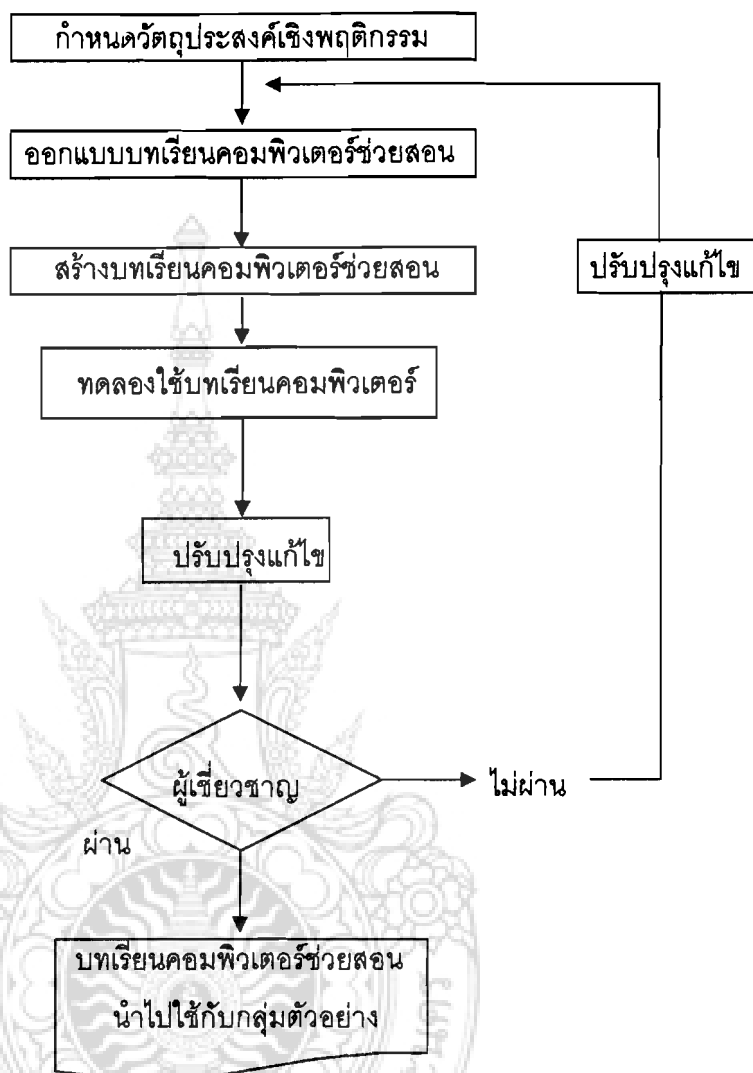 กำหนดวัตถุประสงค์เชิงพฤติกรรม
ออกแบบบทเรียนคอมพิวเตอร์ช่วยสอน
สร้างบทเรียนคอมพิวเตอร์ช่วยสอน
ปรับปรุงแก้ไข
ทดลองใช้บทเรียนคอมพิวเตอร์
ปรับปรุงแก้ไข
ผู้เชี่ยวชาญ
ไม่ผ่าน
ผ่าน
บทเรียนคอมพิวเตอร์ช่วยสอน
นำไปใช้กับกลุ่มตัวอย่าง